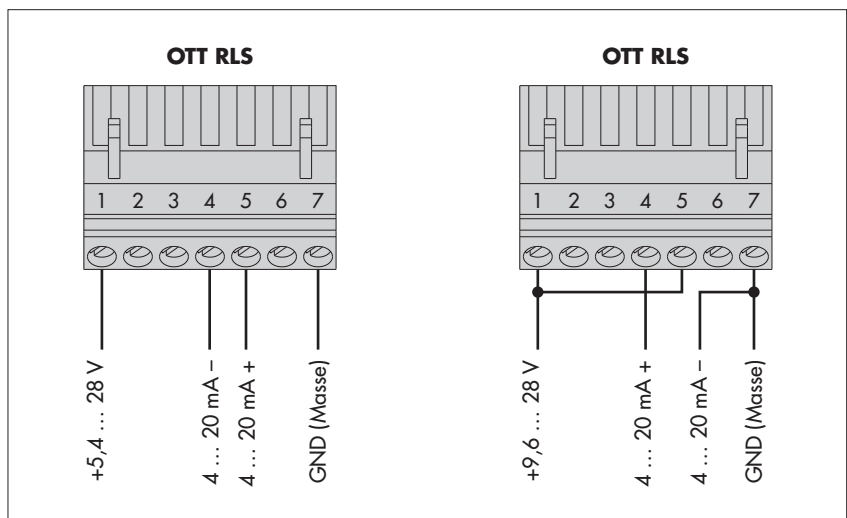 OTT RLS
1 2 3 4 5 6 7
+5,4 … 28 V
4 … 20 mA –
4 … 20 mA +
GND (Masse)
OTT RLS
1 2 3 4 5 6 7
+9,6 … 28 V
4 … 20 mA +
4 … 20 mA –
GND (Masse)